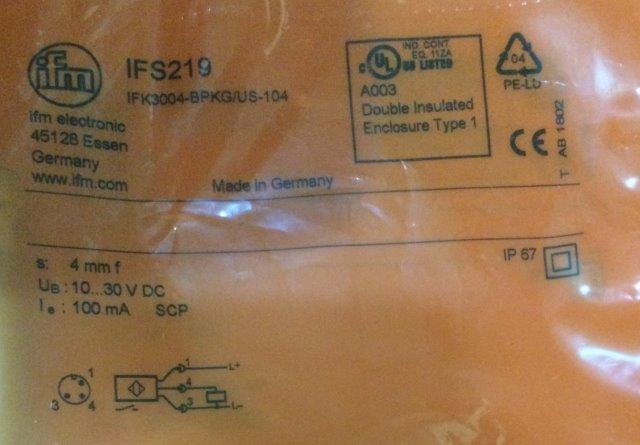 ifm
IFS219
IFK3004-BPKG/US-104
ifm electronic
45128 Essen
Germany
www.ifm.com
Made in Germany
IND. CONT.
EQ. 11ZA
c UL US LISTED
A003
Double Insulated
Enclosure Type 1
04
PE-LD
CE
T AB 1802
s: 4 mm f
UB : 10...30 V DC
Ie : 100 mA SCP
IP 67
1
3 4
1 L+
4
3 L-